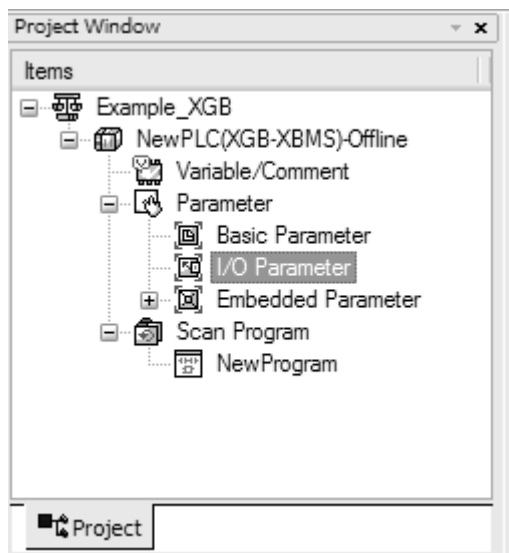 Project Window
Items
Example_XGB
NewPLC(XGB-XBMS)-Offline
Variable/Comment
Parameter
Basic Parameter
I/O Parameter
Embedded Parameter
Scan Program
NewProgram
Project